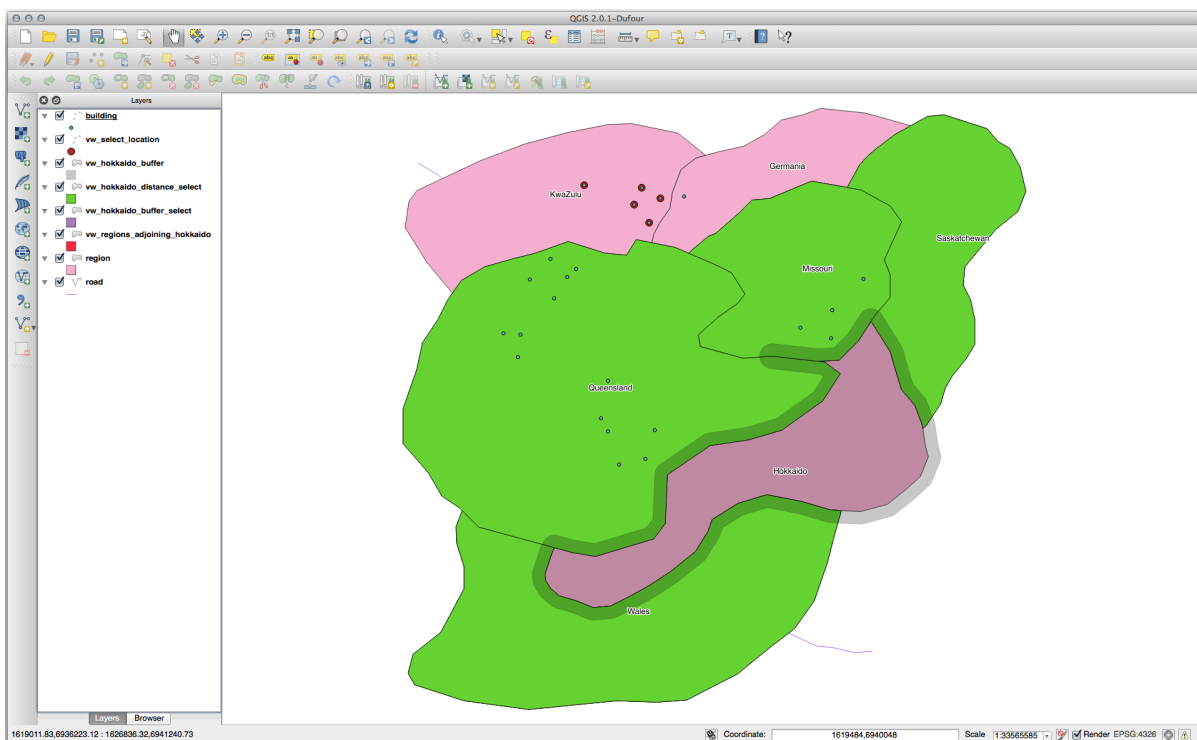 QGIS 2.0.1-Dufour
Layers
building
vw_select_location
vw_hokkaido_buffer
vw_hokkaido_distance_select
vw_hokkaido_buffer_select
vw_regions_adjoining_hokkaido
region
road
Germania
KwaZulu
Saskatchewan
Missouri
Queensland
Hokkaido
Wales
Layers
Browser
1619011.83,6936223.12 : 1626836.32,6941240.73
Coordinate:
1619484,6940048
Scale
1:33565585
Render
EPSG:4326